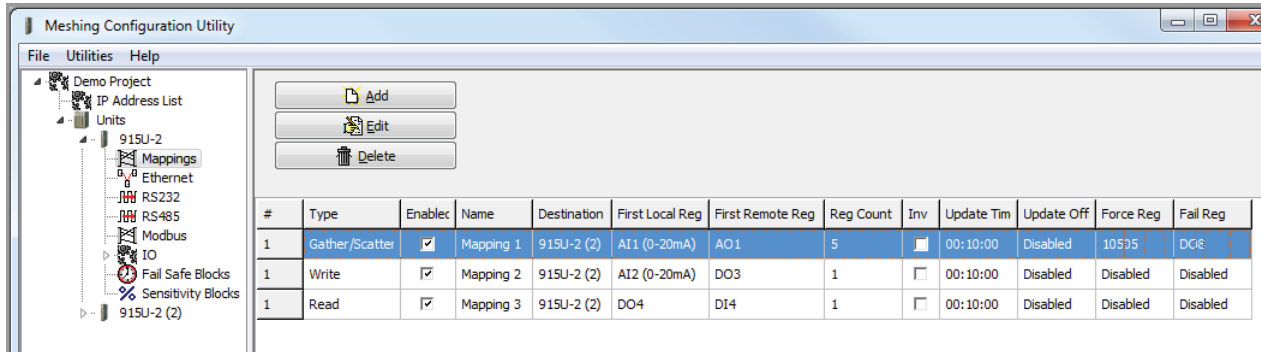 Meshing Configuration Utility
File Utilities Help
Demo Project
IP Address List
Units
915U-2
Mappings
Ethernet
RS232
RS485
Modbus
IO
Fail Safe Blocks
Sensitivity Blocks
915U-2 (2)
Add
Edit
Delete
# Type Enablec Name Destination First Local Reg First Remote Reg Reg Count Inv Update Tim Update Off Force Reg Fail Reg
1 Gather/Scatter Mapping 1 915U-2 (2) AI1 (0-20mA) AO1 5 00:10:00 Disabled 10505 DO8
1 Write Mapping 2 915U-2 (2) AI2 (0-20mA) DO3 1 00:10:00 Disabled Disabled Disabled
1 Read Mapping 3 915U-2 (2) DO4 DI4 1 00:10:00 Disabled Disabled Disabled